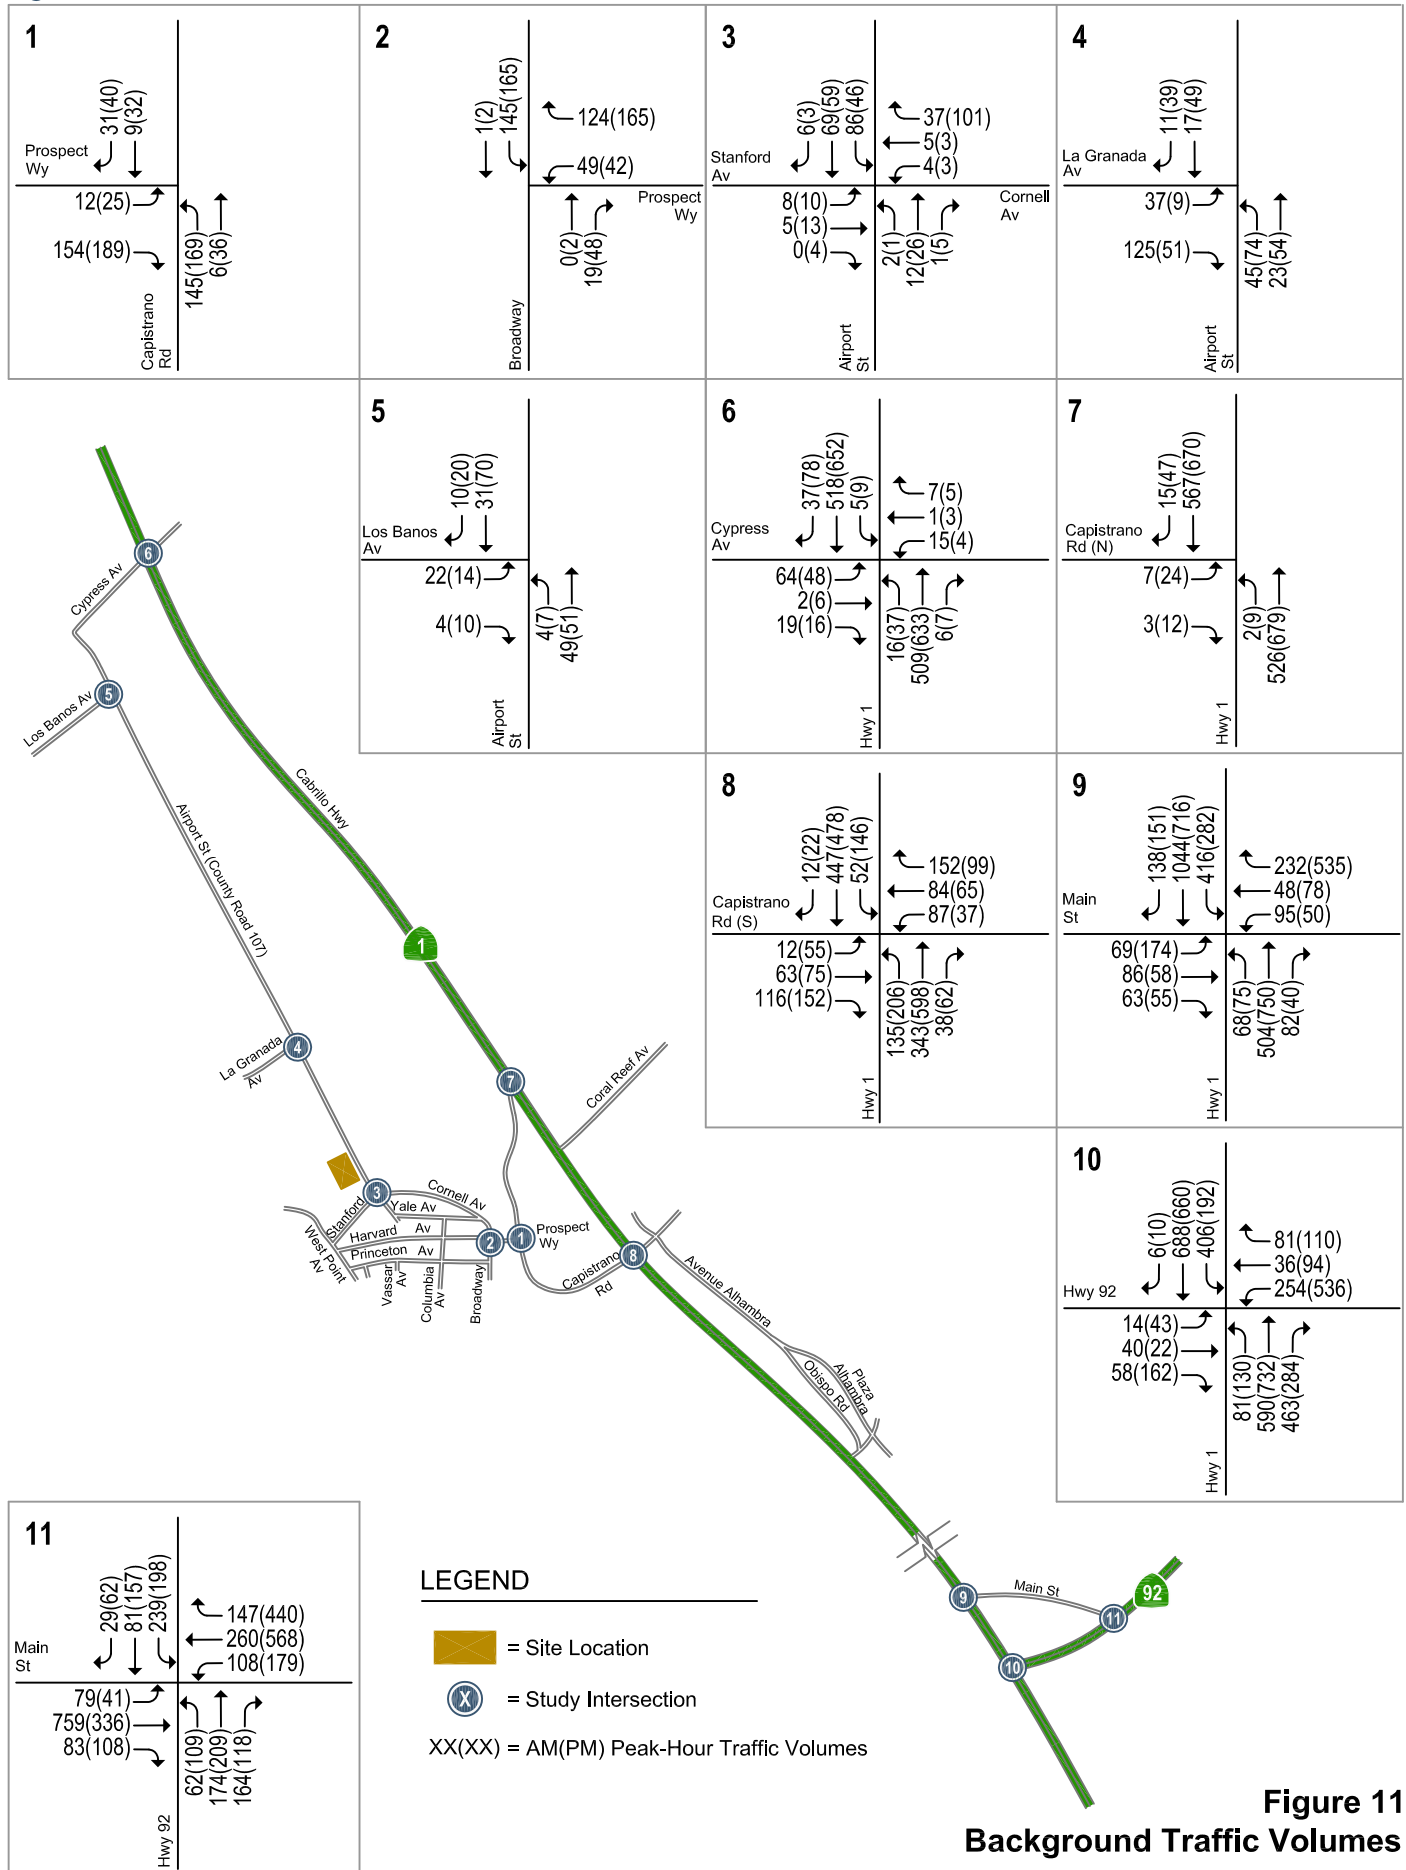 1
31(40)
9(32)
Prospect
Wy
12(25)
154(189)
145(169)
6(36)
Capistrano
Rd
2
1(2)
145(165)
124(165)
49(42)
Prospect
Wy
0(2)
19(48)
Broadway
3
6(3)
69(59)
86(46)
37(101)
5(3)
4(3)
Stanford
Av
Cornell
Av
8(10)
5(13)
0(4)
2(1)
12(26)
1(5)
Airport
St
4
11(39)
17(49)
La Granada
Av
37(9)
125(51)
45(74)
23(54)
Airport
St
5
10(20)
31(70)
Los Banos
Av
22(14)
4(10)
4(7)
49(51)
Airport
St
6
37(78)
518(652)
5(9)
7(5)
1(3)
15(4)
Cypress
Av
64(48)
2(6)
19(16)
16(37)
509(633)
6(7)
Hwy 1
7
15(47)
567(670)
Capistrano
Rd (N)
7(24)
3(12)
2(9)
526(679)
Hwy 1
8
12(22)
447(478)
52(146)
152(99)
84(65)
87(37)
Capistrano
Rd (S)
12(55)
63(75)
116(152)
135(206)
343(598)
38(62)
Hwy 1
9
138(151)
1044(716)
416(282)
232(535)
48(78)
95(50)
Main
St
69(174)
86(58)
63(55)
68(75)
504(750)
82(40)
Hwy 1
10
6(10)
688(660)
406(192)
81(110)
36(94)
254(536)
Hwy 92
14(43)
40(22)
58(162)
81(130)
590(732)
463(284)
Hwy 1
11
29(62)
81(157)
239(198)
147(440)
260(568)
108(179)
Main
St
79(41)
759(336)
83(108)
62(109)
174(209)
164(118)
Hwy 92
6
Cypress Av
5
Los Banos Av
Cabrillo Hwy
Airport St (County Road 107)
1
4
La Granada
Av
7
Coral Reef Av
3
Cornell Av
Stanford
Yale Av
Harvard Av
Princeton Av
West Point
Av
Vassar
Av
Columbia
Av
Broadway
2
1
Prospect
Wy
Capistrano
Rd
8
Avenue Alhambra
Plaza
Alhambra
Obispo Rd
9
Main St
92
11
10
LEGEND
= Site Location
X = Study Intersection
XX(XX) = AM(PM) Peak-Hour Traffic Volumes
Figure 11
Background Traffic Volumes